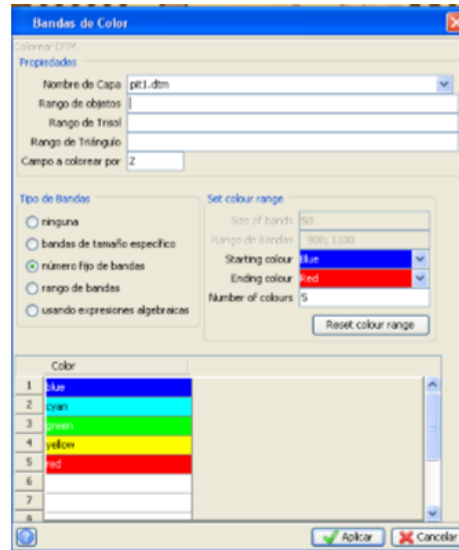 Bandas de Color
Colorear DTM
Propiedades
Nombre de Capa pit1.dtm
Rango de objetos
Rango de Trisol
Rango de Triángulo
Campo a colorear por Z
Tipo de Bandas
ninguna
bandas de tamaño específico
número fijo de bandas
rango de bandas
usando expresiones algebraicas
Set colour range
Size of bands 50
Rango de Bandas 900; 1100
Starting colour Blue
Ending colour Red
Number of colours 5
Reset colour range
Color
1 blue
2 cyan
3 green
4 yellow
5 red
6
7
8
Aplicar Cancelar